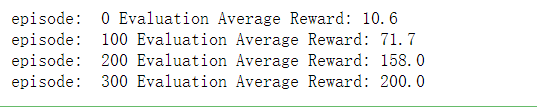 episode:  0 Evaluation Average Reward: 10.6
episode:  100 Evaluation Average Reward: 71.7
episode:  200 Evaluation Average Reward: 158.0
episode:  300 Evaluation Average Reward: 200.0